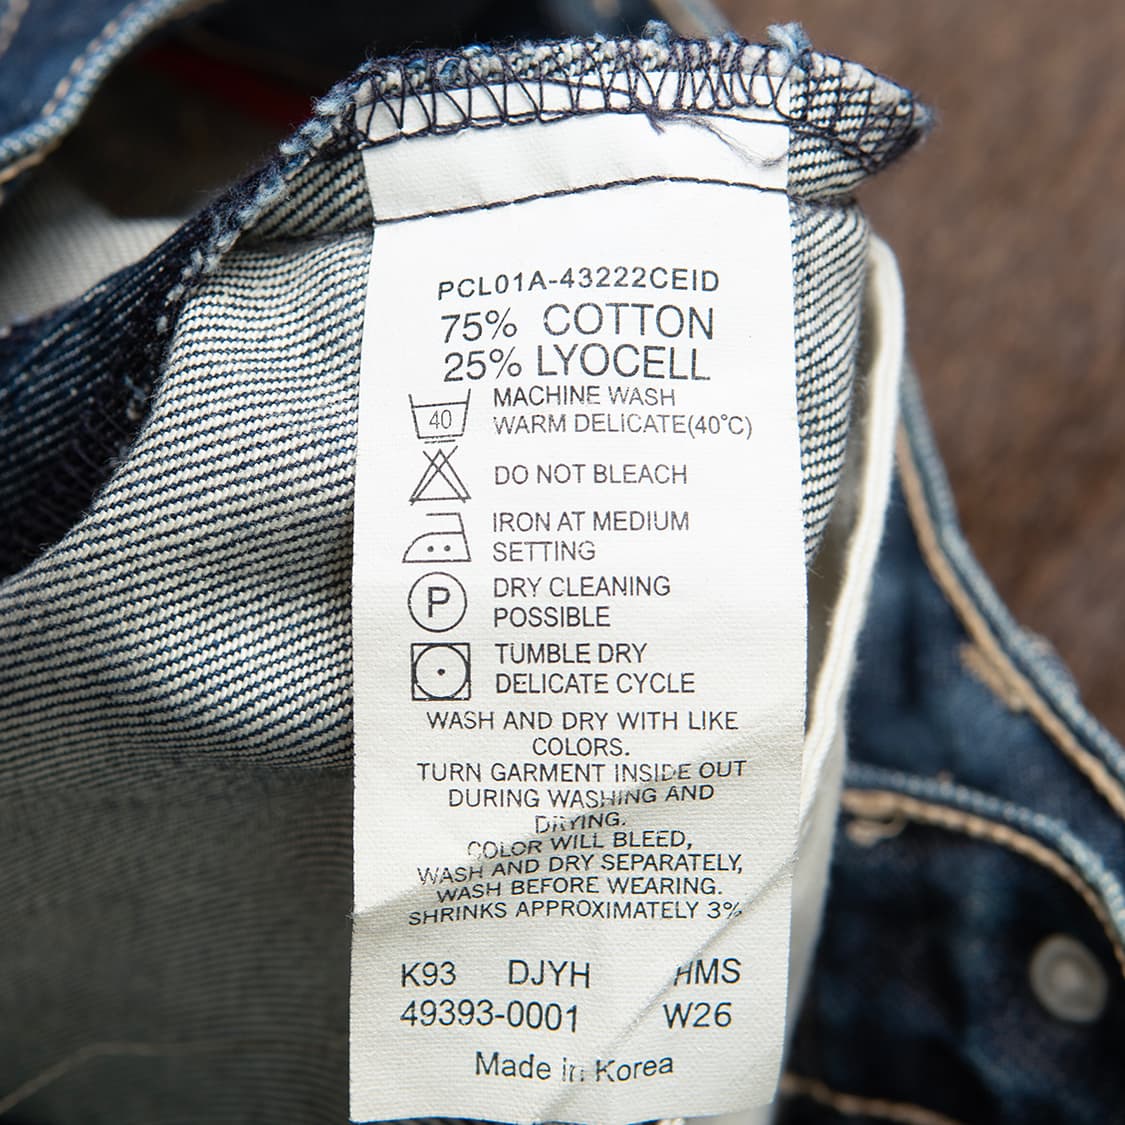 PCL01A-43222CEID
75% COTTON
25% LYOCELL
40
MACHINE WASH
WARM DELICATE(40°C)
DO NOT BLEACH
IRON AT MEDIUM
SETTING
P
DRY CLEANING
POSSIBLE
TUMBLE DRY
DELICATE CYCLE
WASH AND DRY WITH LIKE
COLORS.
TURN GARMENT INSIDE OUT
DURING WASHING AND
DRYING.
COLOR WILL BLEED,
WASH AND DRY SEPARATELY,
WASH BEFORE WEARING.
SHRINKS APPROXIMATELY 3%
K93 DJYH HMS
49393-0001 W26
Made in Korea